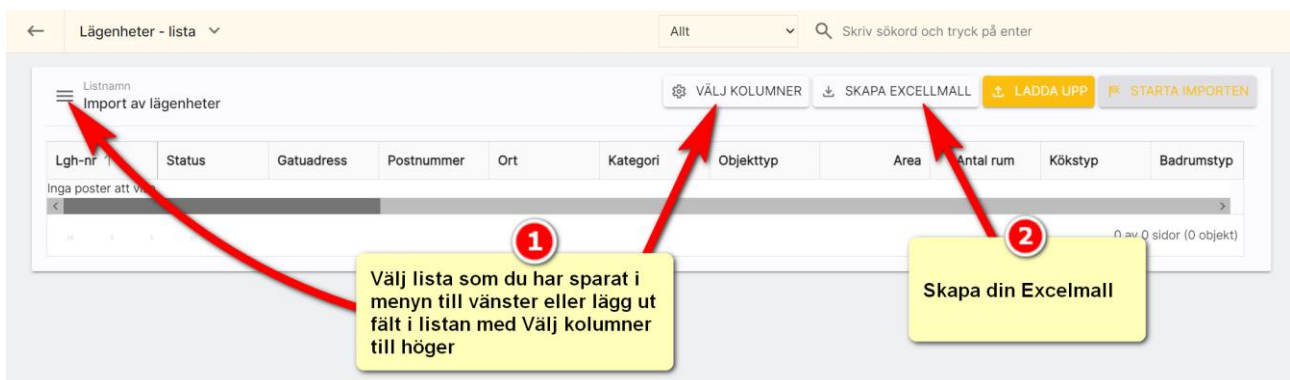 Lägenheter - lista
Allt
Skriv sökord och tryck på enter
Listnamn
Import av lägenheter
VÄLJ KOLUMNER
SKAPA EXCELLMALL
LADDA UPP
STARTA IMPORTEN
Lgh-nr Status Gatuadress Postnummer Ort Kategori Objekttyp Area Antal rum Kökstyp Badrumstyp
Inga poster att
0 av 0 sidor (0 objekt)
1
Välj lista som du har sparat i
menyn till vänster eller lägg ut
fält i listan med Välj kolumner
till höger
2
Skapa din Excelmall